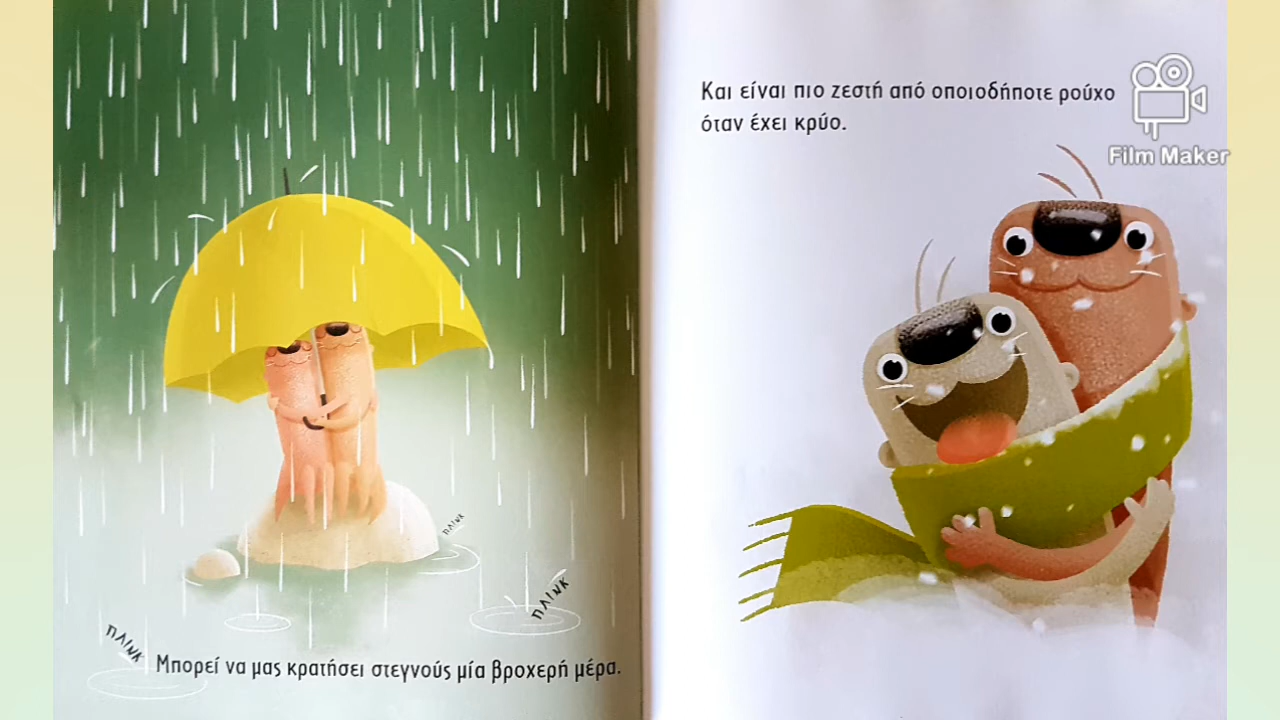 ΠΛΙΝΚ
ΠΛΙΝΚ
ΠΛΙΝΚ
Μπορεί να μας κρατήσει στεγνούς μία βροχερή μέρα.
Και είναι πιο ζεστή από οποιοδήποτε ρούχο
όταν έχει κρύο.
Film Maker